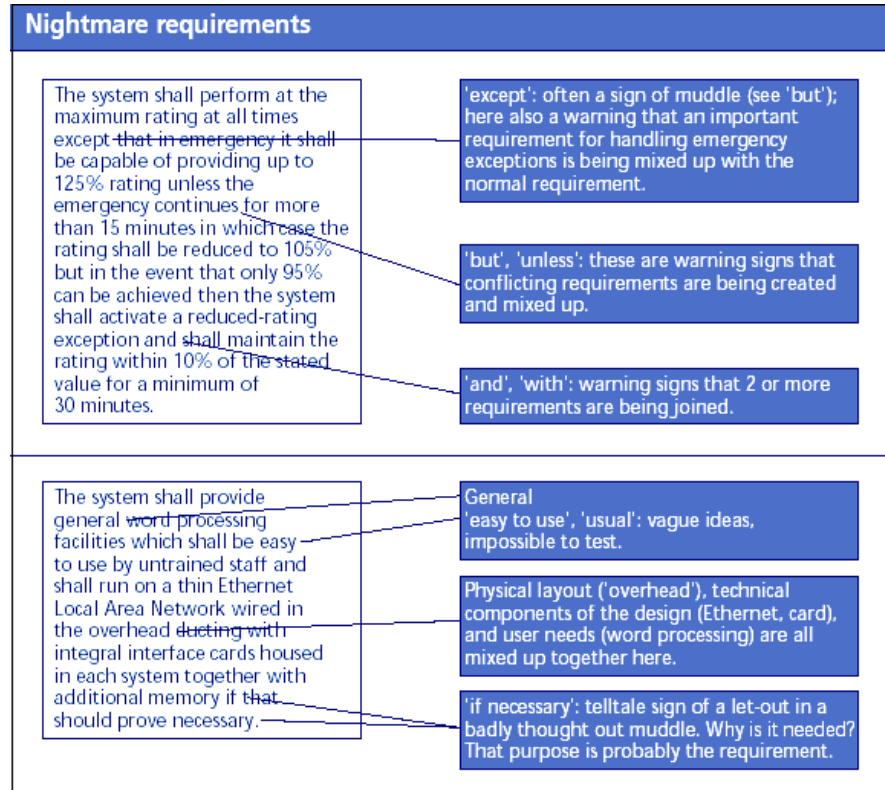 Nightmare requirements
The system shall perform at the
maximum rating at all times
except that in emergency it shall
be capable of providing up to
125% rating unless the
emergency continues for more
than 15 minutes in which case the
rating shall be reduced to 105%
but in the event that only 95%
can be achieved then the system
shall activate a reduced-rating
exception and shall maintain the
rating within 10% of the stated
value for a minimum of
30 minutes.
'except': often a sign of muddle (see 'but');
here also a warning that an important
requirement for handling emergency
exceptions is being mixed up with the
normal requirement.
'but', 'unless': these are warning signs that
conflicting requirements are being created
and mixed up.
'and', 'with': warning signs that 2 or more
requirements are being joined.
The system shall provide
general word processing
facilities which shall be easy
to use by untrained staff and
shall run on a thin Ethernet
Local Area Network wired in
the overhead ducting with
integral interface cards housed
in each system together with
additional memory if that
should prove necessary.
General
'easy to use', 'usual': vague ideas,
impossible to test.
Physical layout ('overhead'), technical
components of the design (Ethernet, card),
and user needs (word processing) are all
mixed up together here.
'if necessary': telltale sign of a let-out in a
badly thought out muddle. Why is it needed?
That purpose is probably the requirement.